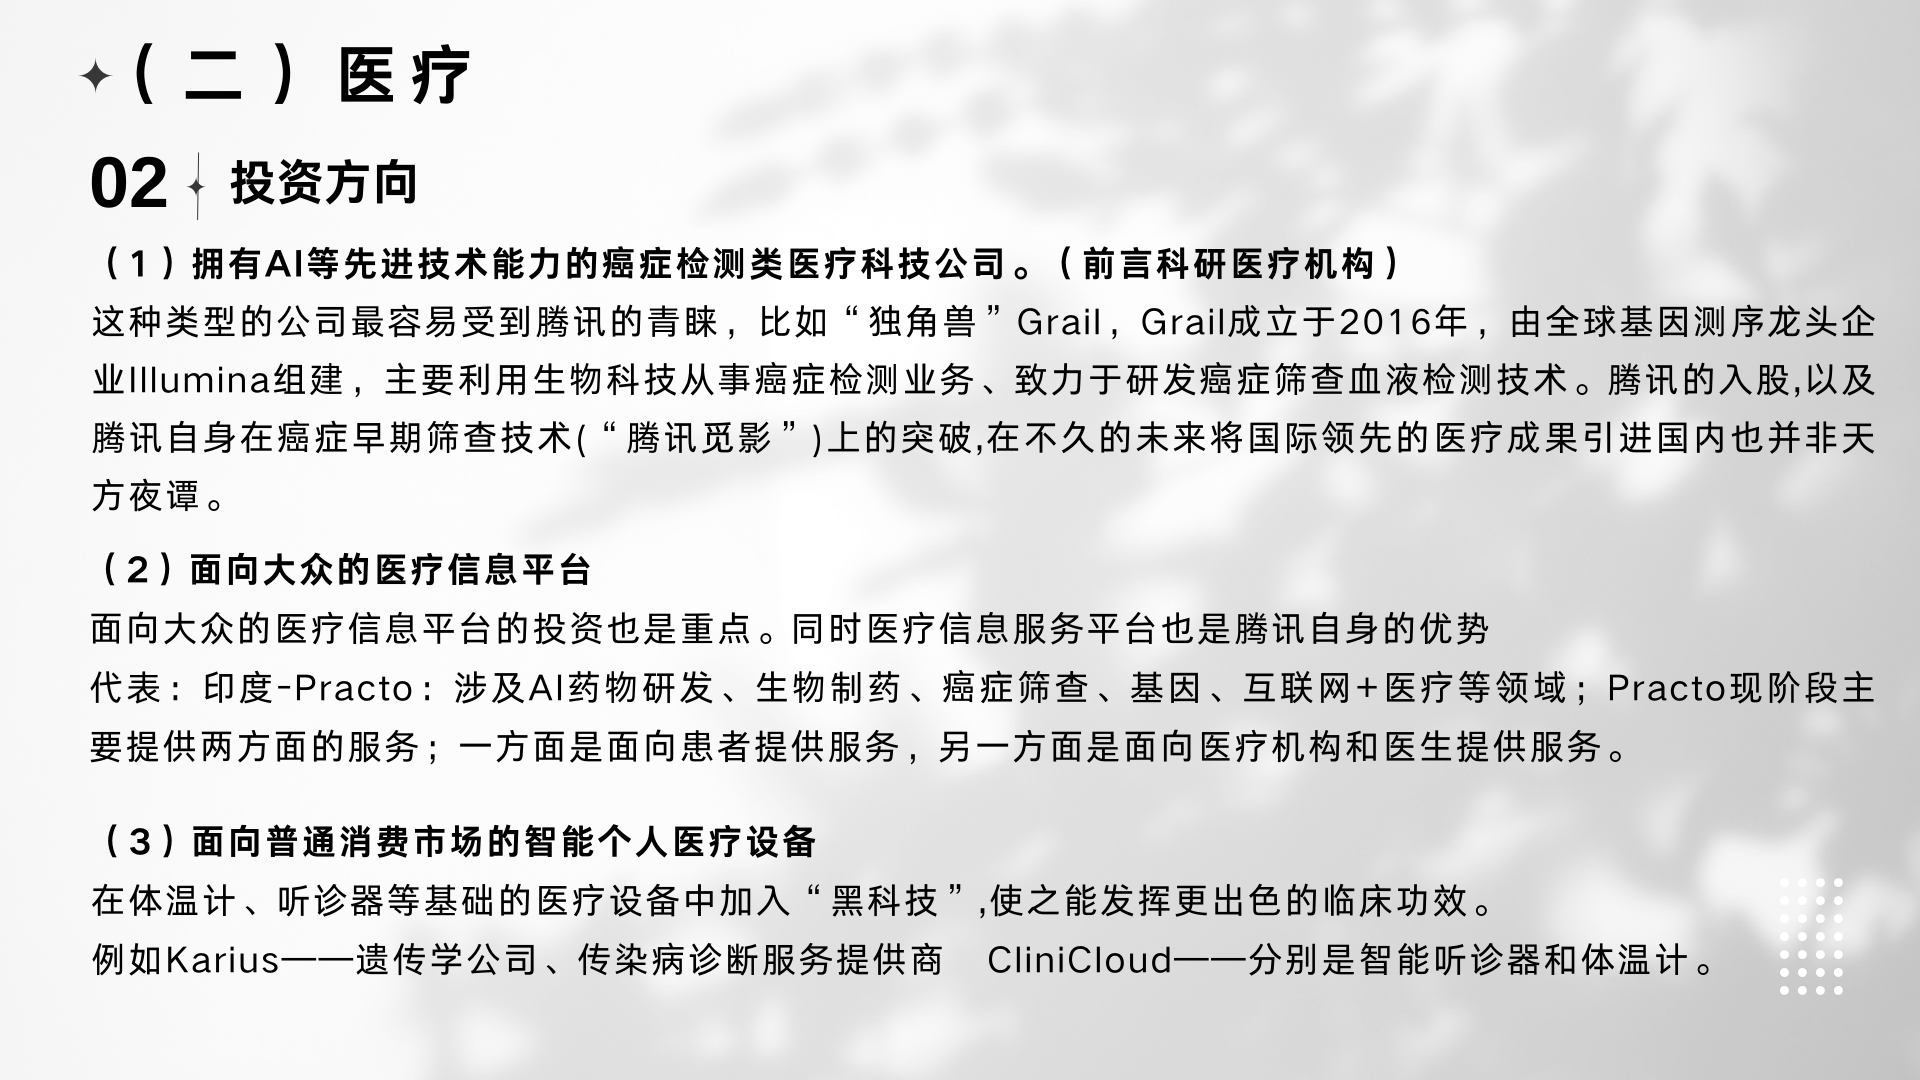 （二）医疗
02 投资方向
（1）拥有AI等先进技术能力的癌症检测类医疗科技公司。（前言科研医疗机构）
这种类型的公司最容易受到腾讯的青睐，比如“独角兽”Grail，Grail成立于2016年，由全球基因测序龙头企
业Illumina组建，主要利用生物科技从事癌症检测业务、致力于研发癌症筛查血液检测技术。腾讯的入股,以及
腾讯自身在癌症早期筛查技术(“腾讯觅影”)上的突破,在不久的未来将国际领先的医疗成果引进国内也并非天
方夜谭。
（2）面向大众的医疗信息平台
面向大众的医疗信息平台的投资也是重点。同时医疗信息服务平台也是腾讯自身的优势
代表：印度-Practo：涉及AI药物研发、生物制药、癌症筛查、基因、互联网+医疗等领域；Practo现阶段主
要提供两方面的服务；一方面是面向患者提供服务，另一方面是面向医疗机构和医生提供服务。
（3）面向普通消费市场的智能个人医疗设备
在体温计、听诊器等基础的医疗设备中加入“黑科技”,使之能发挥更出色的临床功效。
例如Karius——遗传学公司、传染病诊断服务提供商　CliniCloud——分别是智能听诊器和体温计。